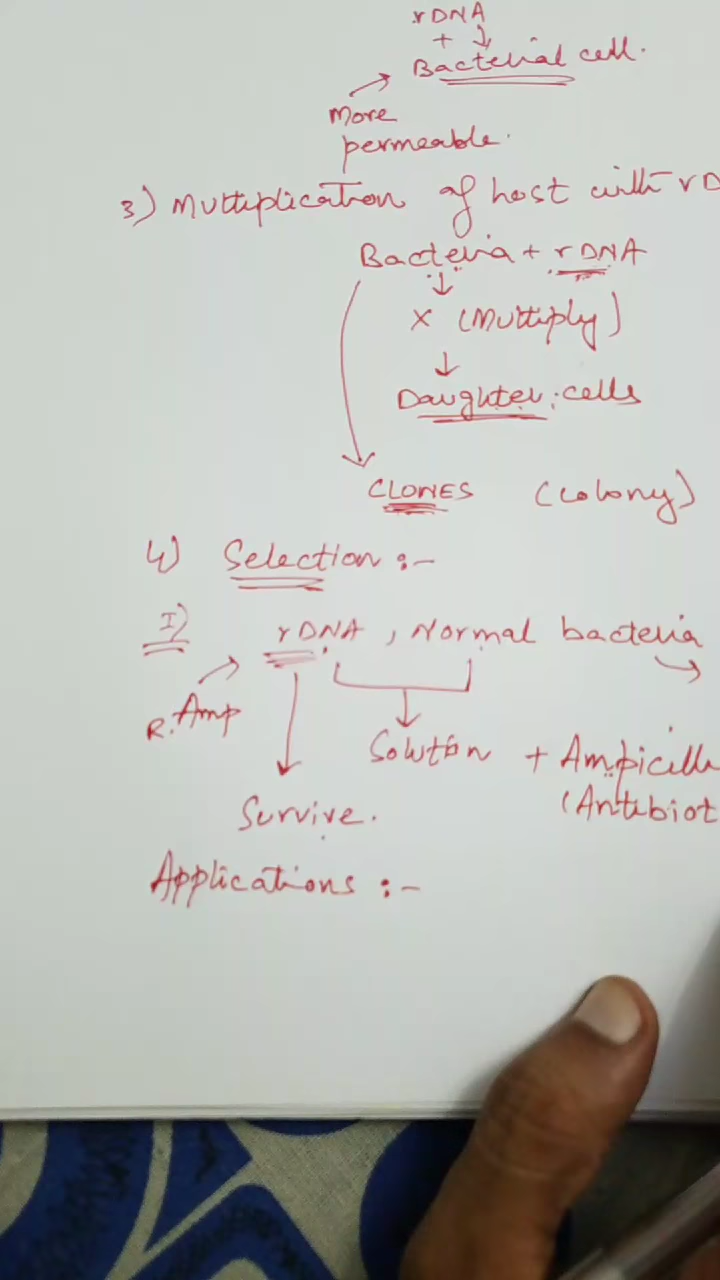 rDNA
+ ↓
Bacterial cell.
More
permeable.
3) Multiplication of host with rD
Bacteria + rDNA
↓
× (Multiply)
↓
Daughter cells
CLONES (colony)
4) Selection :-
I) rDNA, Normal bacteria
R. Amp
Solution + Ampicill
Survive. (Antibiot
Applications :-